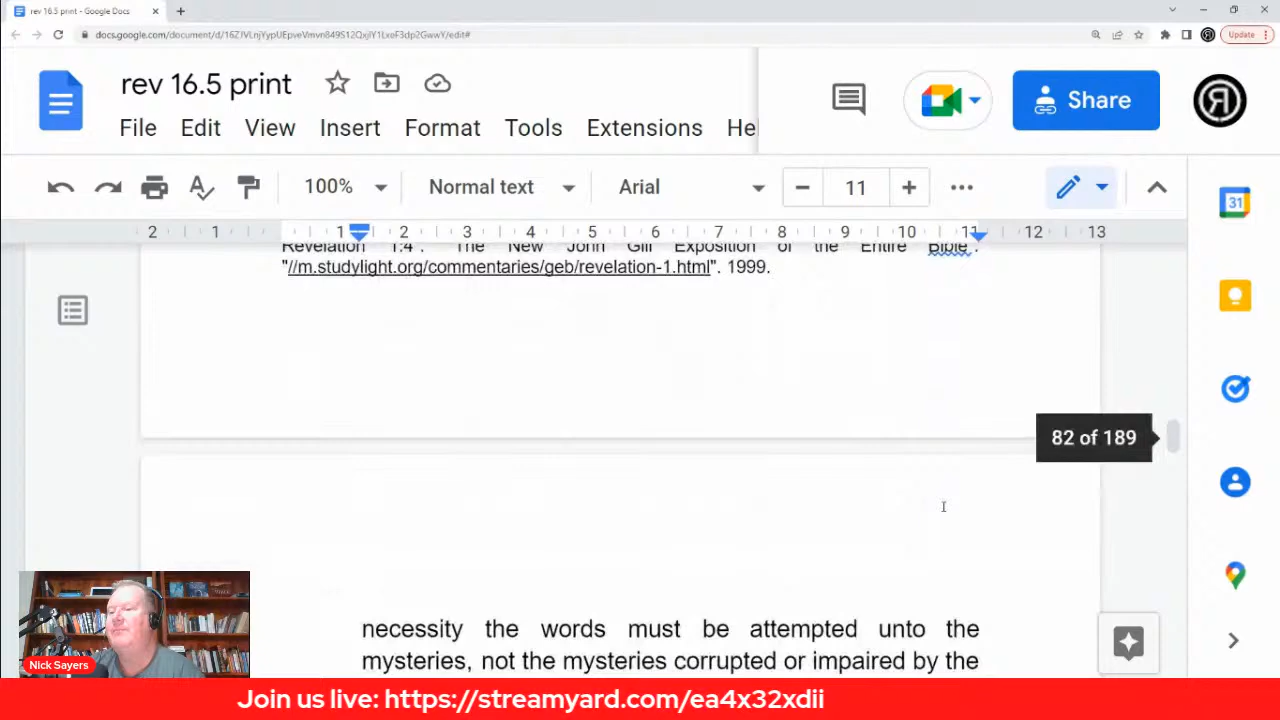 rev 16.5 print - Google Docs
docs.google.com/document/d/16ZJVLnjYypUEpveVmvn849S12QxjIY1LxeF3dp2GwwY/edit#
Update
rev 16.5 print
Share
File Edit View Insert Format Tools Extensions He
100% Normal text Arial 11
2 1 1 2 3 4 5 6 7 8 9 10 11 12 13
31
Revelation 1:4". "The New John Gill Exposition of the Entire Bible".
"//m.studylight.org/commentaries/geb/revelation-1.html". 1999.
82 of 189
necessity the words must be attempted unto the
mysteries, not the mysteries corrupted or impaired by the
Nick Sayers
Join us live: https://streamyard.com/ea4x32xdii